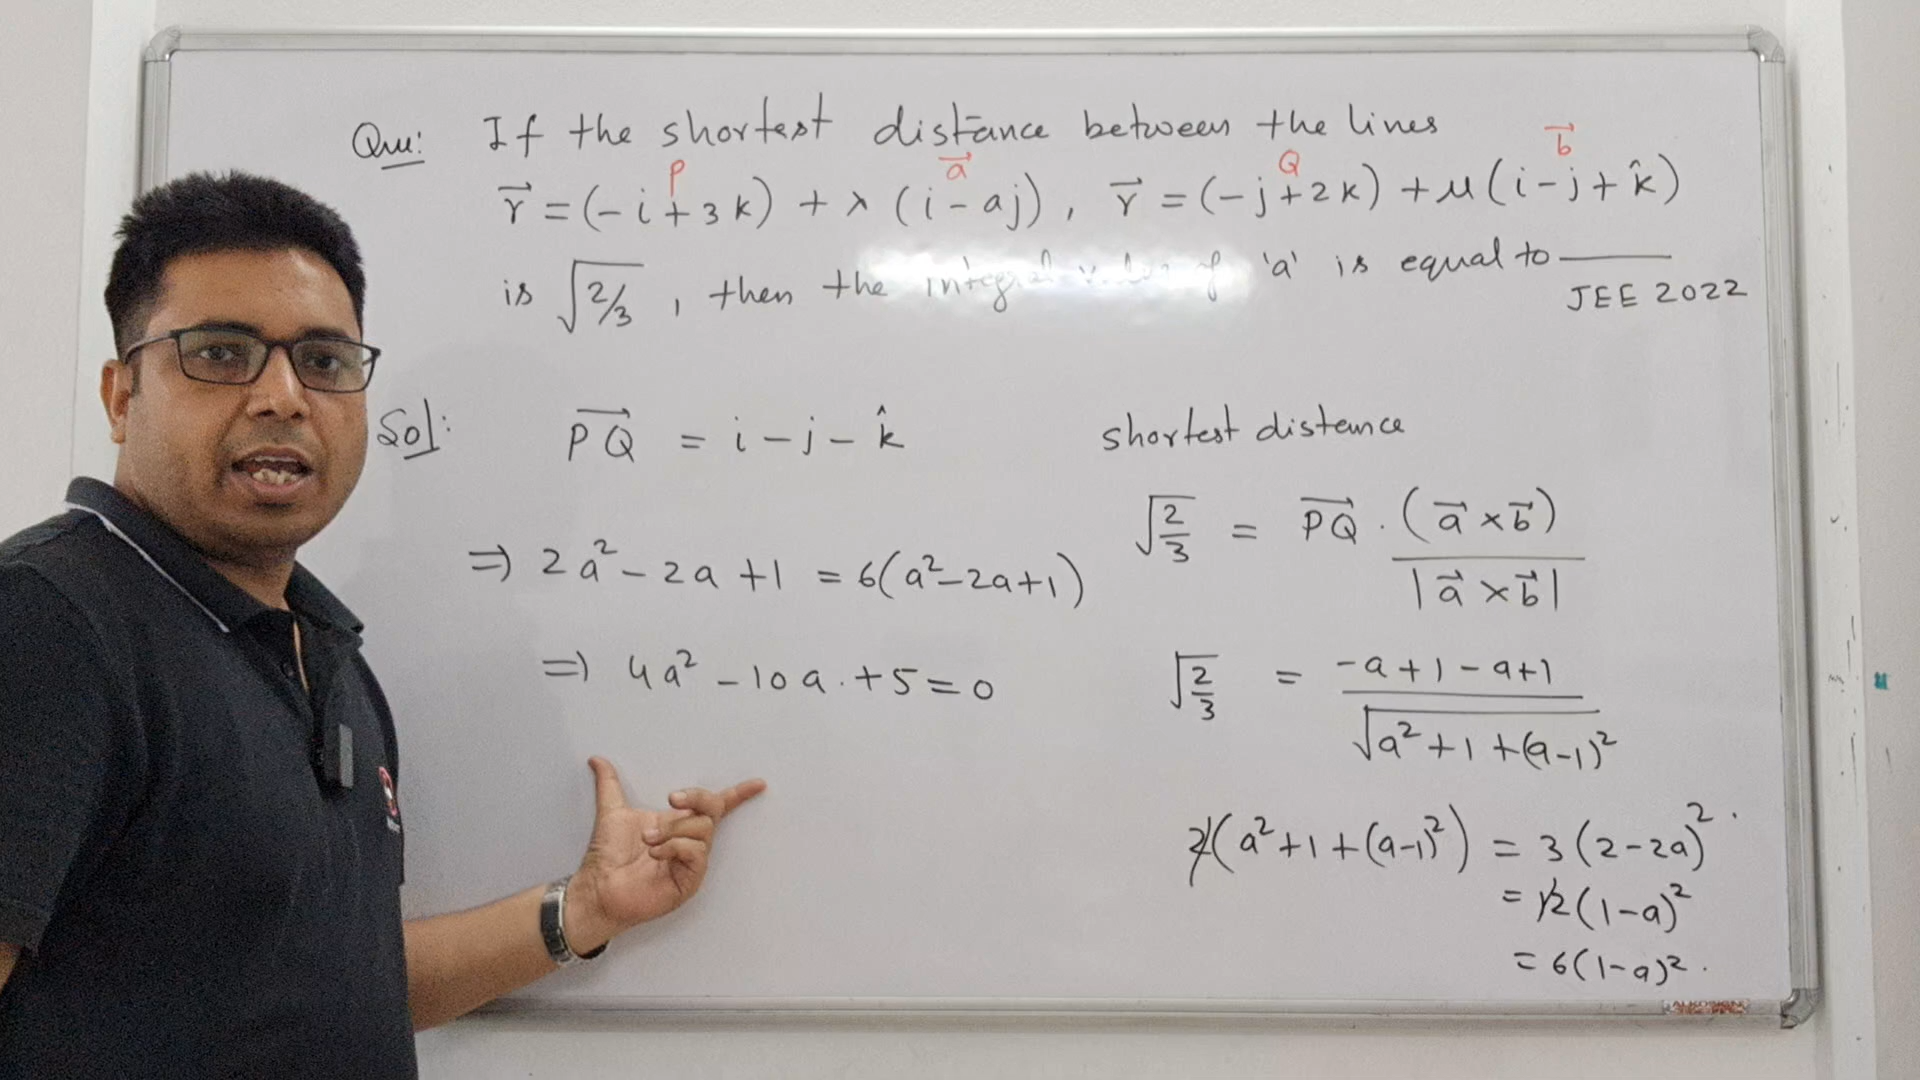 Qu: If the shortest distance between the lines
P a⃗ Q b⃗
r⃗ = (-i+3k) + λ (i-aj), r⃗ = (-j+2k) + μ(i-j+k̂)
is √2/3, then the integral of 'a' is equal to ____
JEE 2022
Sol: P⃗Q⃗ = i - j - k̂
⇒ 2a² - 2a + 1 = 6(a²-2a+1)
⇒ 4a² - 10a + 5 = 0
shortest distance
√2/3 = P⃗Q⃗ . (a⃗ × b⃗) / |a⃗ × b⃗|
√2/3 = -a+1-a+1 / √a²+1+(a-1)²
2(a²+1+(a-1)²) = 3(2-2a)²
= 12(1-a)²
= 6(1-a)².